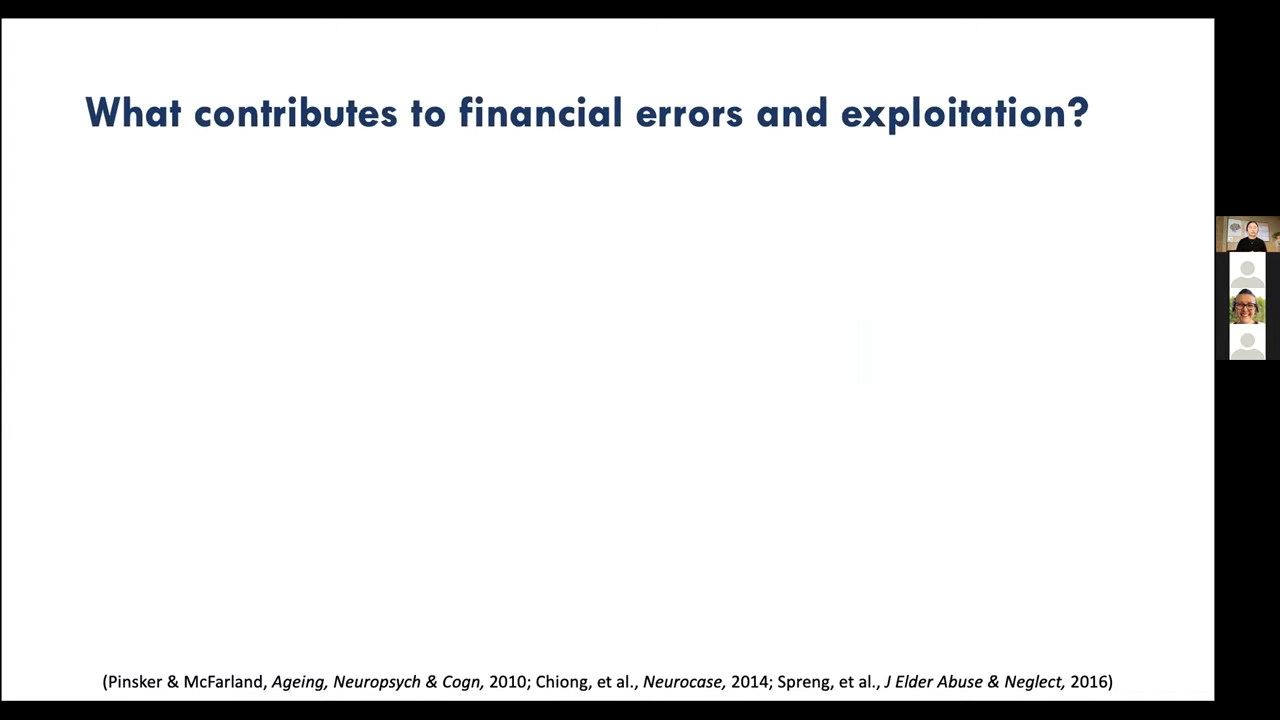 What contributes to financial errors and exploitation?
(Pinsker & McFarland, Ageing, Neuropsych & Cogn, 2010; Chiong, et al., Neurocase, 2014; Spreng, et al., J Elder Abuse & Neglect, 2016)